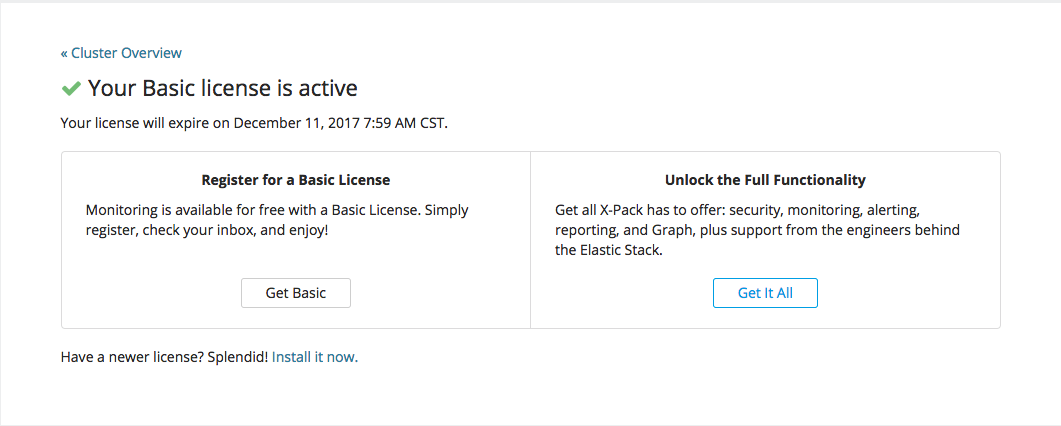 « Cluster Overview
Your Basic license is active
Your license will expire on December 11, 2017 7:59 AM CST.
Register for a Basic License
Monitoring is available for free with a Basic License. Simply
register, check your inbox, and enjoy!
Get Basic
Unlock the Full Functionality
Get all X-Pack has to offer: security, monitoring, alerting,
reporting, and Graph, plus support from the engineers behind
the Elastic Stack.
Get It All
Have a newer license? Splendid! Install it now.